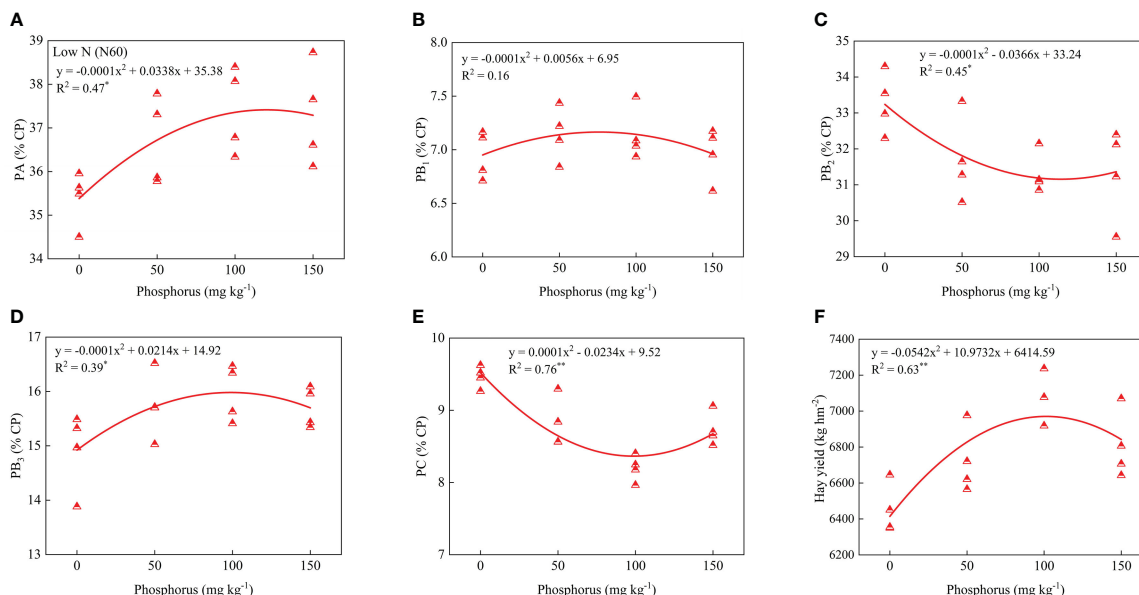 A
Low N (N60)
y = -0.0001x² + 0.0338x + 35.38
R² = 0.47*
39
38
37
36
35
34
PA (% CP)
0 50 100 150
Phosphorus (mg kg⁻¹)
B
y = -0.0001x² + 0.0056x + 6.95
R² = 0.16
8.0
7.5
7.0
6.5
6.0
PB₁ (% CP)
0 50 100 150
Phosphorus (mg kg⁻¹)
C
y = -0.0001x² - 0.0366x + 33.24
R² = 0.45*
35
34
33
32
31
30
29
PB₂ (% CP)
0 50 100 150
Phosphorus (mg kg⁻¹)
D
y = -0.0001x² + 0.0214x + 14.92
R² = 0.39*
17
16
15
14
13
PB₃ (% CP)
0 50 100 150
Phosphorus (mg kg⁻¹)
E
y = 0.0001x² - 0.0234x + 9.52
R² = 0.76**
10
9
8
7
PC (% CP)
0 50 100 150
Phosphorus (mg kg⁻¹)
F
y = -0.0542x² + 10.9732x + 6414.59
R² = 0.63**
7400
7200
7000
6800
6600
6400
6200
Hay yield (kg hm⁻²)
0 50 100 150
Phosphorus (mg kg⁻¹)